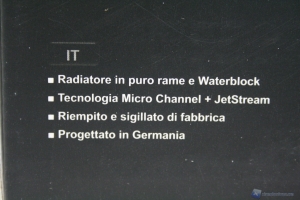 IT
▪ Radiatore in puro rame e Waterblock
▪ Tecnologia Micro Channel + JetStream
▪ Riempito e sigillato di fabbrica
▪ Progettato in Germania